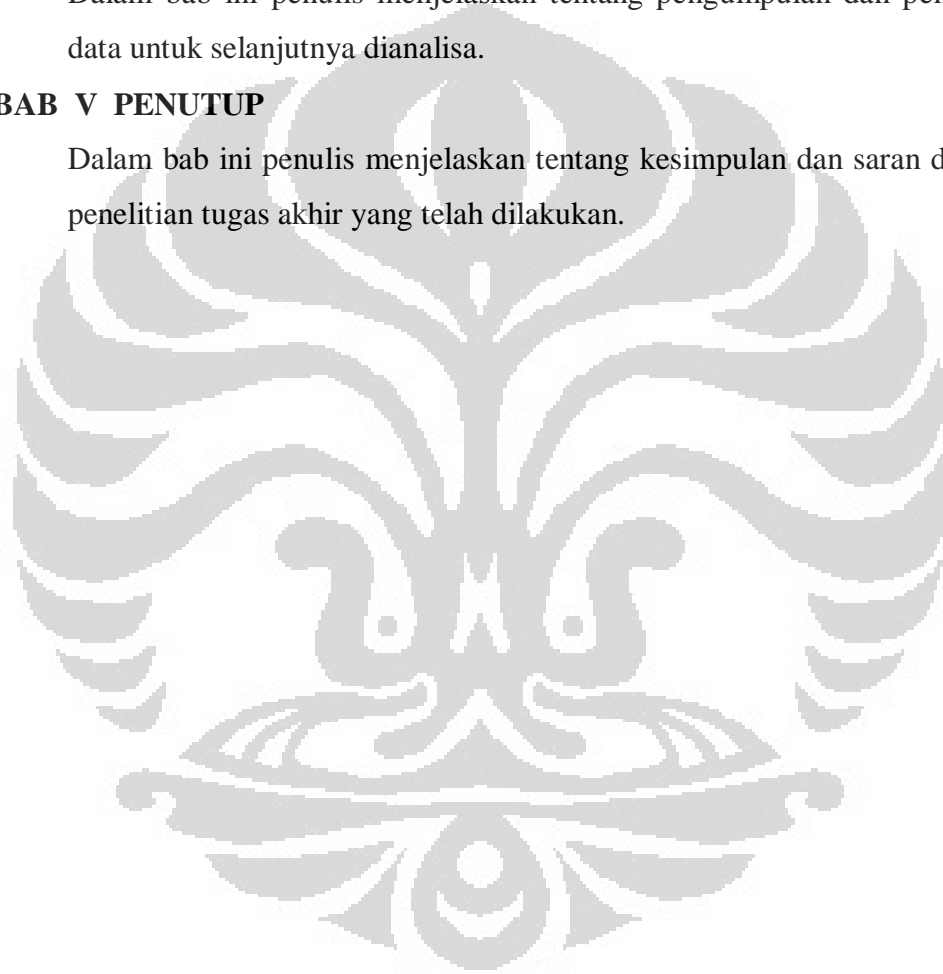 Dalam bab ini penulis menjelaskan tentang pengumpulan dan
data untuk selanjutnya dianalisa.
BAB V PENUTUP
Dalam bab ini penulis menjelaskan tentang kesimpulan dan saran
penelitian tugas akhir yang telah dilakukan.